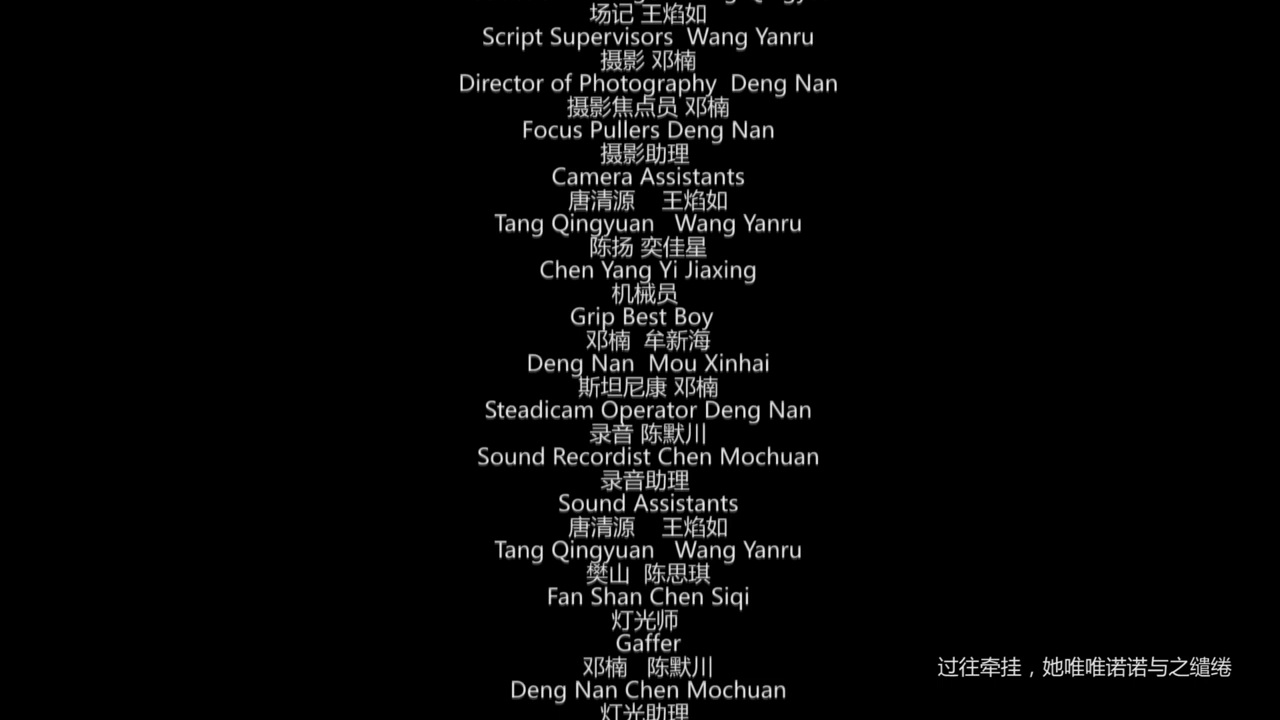 场记 王焰如
Script Supervisors  Wang Yanru
摄影 邓楠
Director of Photography  Deng Nan
摄影焦点员 邓楠
Focus Pullers Deng Nan
摄影助理
Camera Assistants
唐清源    王焰如
Tang Qingyuan   Wang Yanru
陈扬 奕佳星
Chen Yang Yi Jiaxing
机械员
Grip Best Boy
邓楠  牟新海
Deng Nan  Mou Xinhai
斯坦尼康 邓楠
Steadicam Operator Deng Nan
录音 陈默川
Sound Recordist Chen Mochuan
录音助理
Sound Assistants
唐清源    王焰如
Tang Qingyuan   Wang Yanru
樊山  陈思琪
Fan Shan Chen Siqi
灯光师
Gaffer
邓楠   陈默川
过往牵挂，她唯唯诺诺与之缱绻
Deng Nan Chen Mochuan
灯光助理